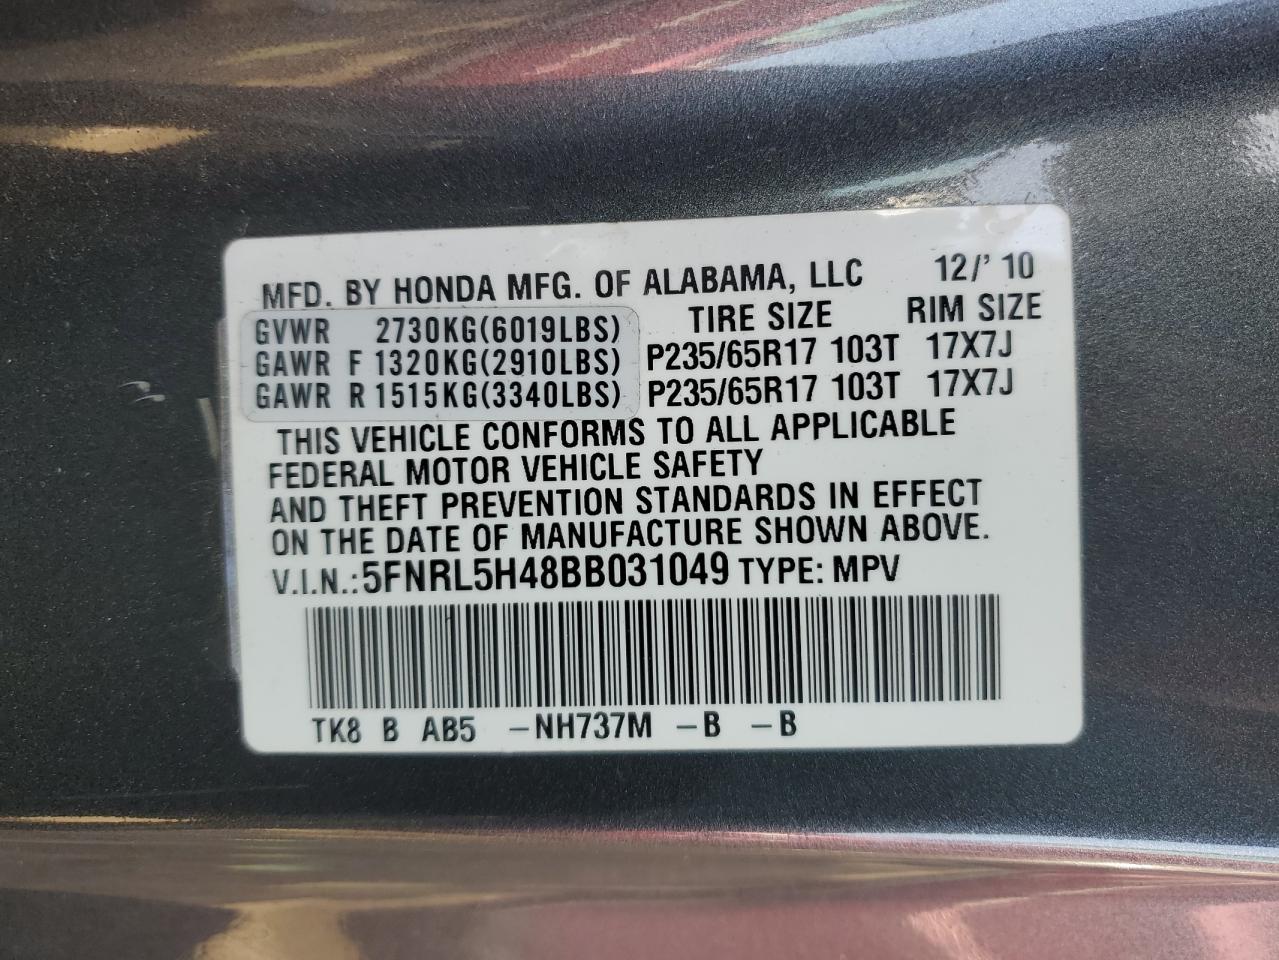 MFD. BY HONDA MFG. OF ALABAMA, LLC 12/'10
TIRE SIZE RIM SIZE
GVWR 2730KG(6019LBS)
GAWR F 1320KG(2910LBS) P235/65R17 103T 17X7J
GAWR R 1515KG(3340LBS) P235/65R17 103T 17X7J
THIS VEHICLE CONFORMS TO ALL APPLICABLE
FEDERAL MOTOR VEHICLE SAFETY
AND THEFT PREVENTION STANDARDS IN EFFECT
ON THE DATE OF MANUFACTURE SHOWN ABOVE.
V.I.N.: 5FNRL5H48BB031049 TYPE: MPV
TK8 B AB5 -NH737M -B -B